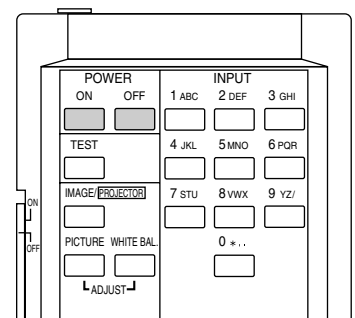 POWER INPUT
ON OFF 1 ABC 2 DEF 3 GHI
TEST 4 JKL 5 MNO 6 PQR
IMAGE/PROJECTOR 7 STU 8 VWX 9 YZ/
ON
OFF
PICTURE WHITE BAL. 0 *..
ADJUST